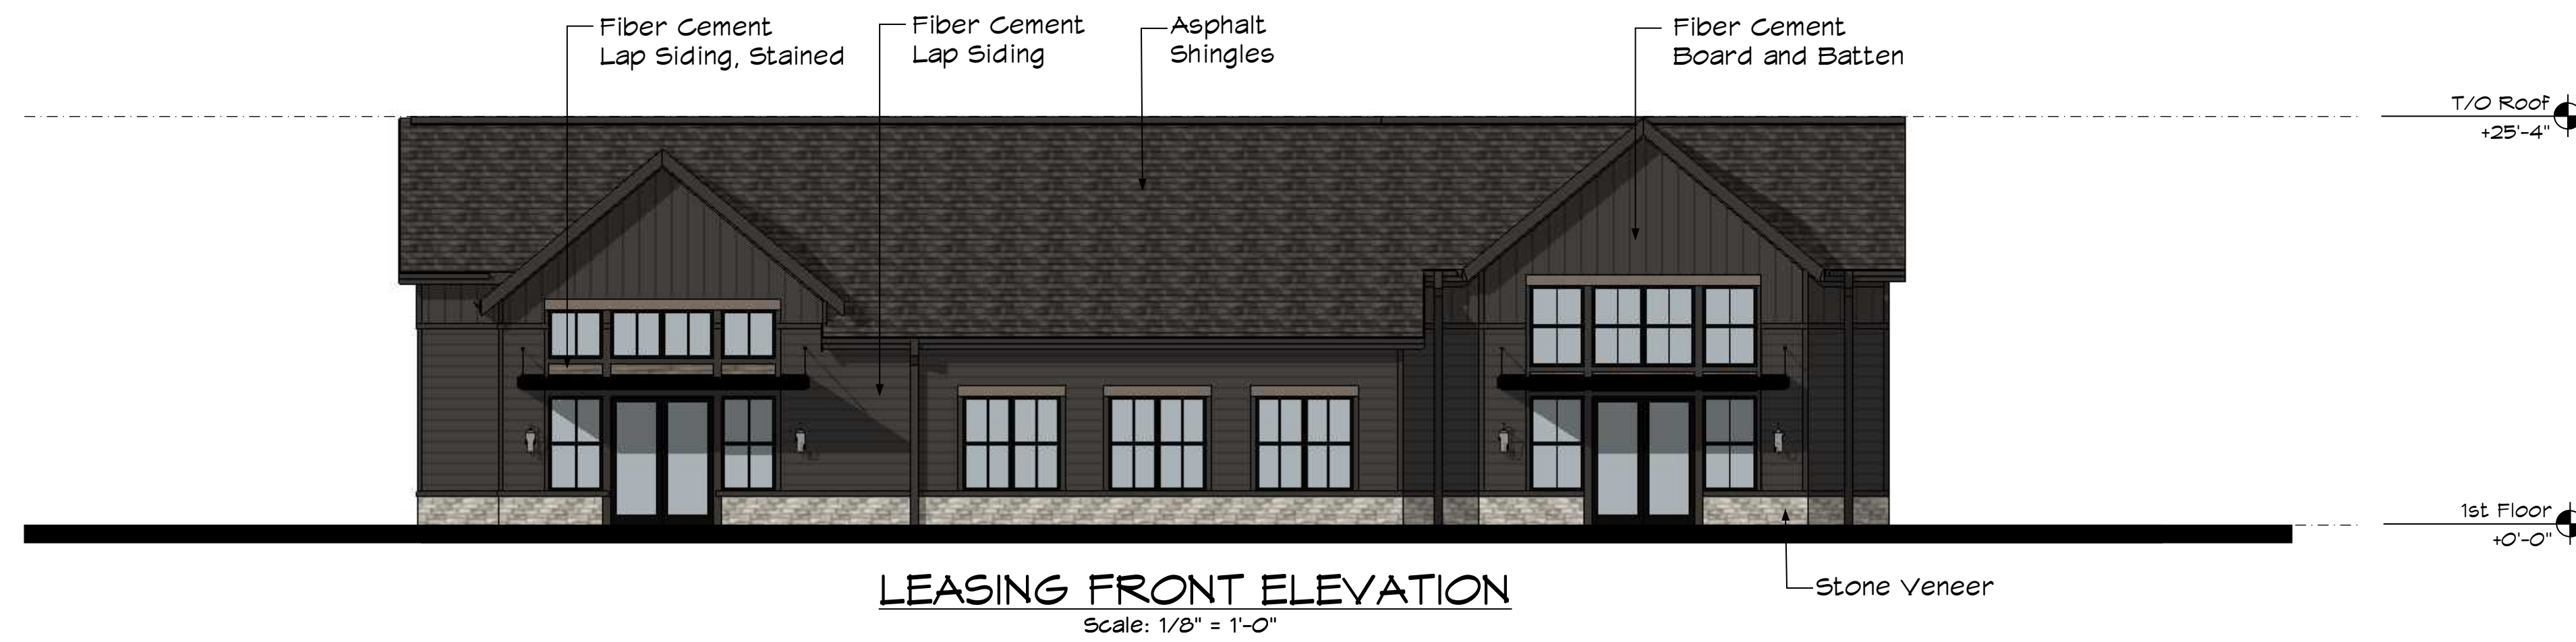 Fiber Cement
Lap Siding, Stained
Fiber Cement
Lap Siding
Asphalt
Shingles
Fiber Cement
Board and Batten
T/O Roof
+25'-4"
1st Floor
+0'-0"
Stone Veneer
LEASING FRONT ELEVATION
Scale: 1/8" = 1'-0"